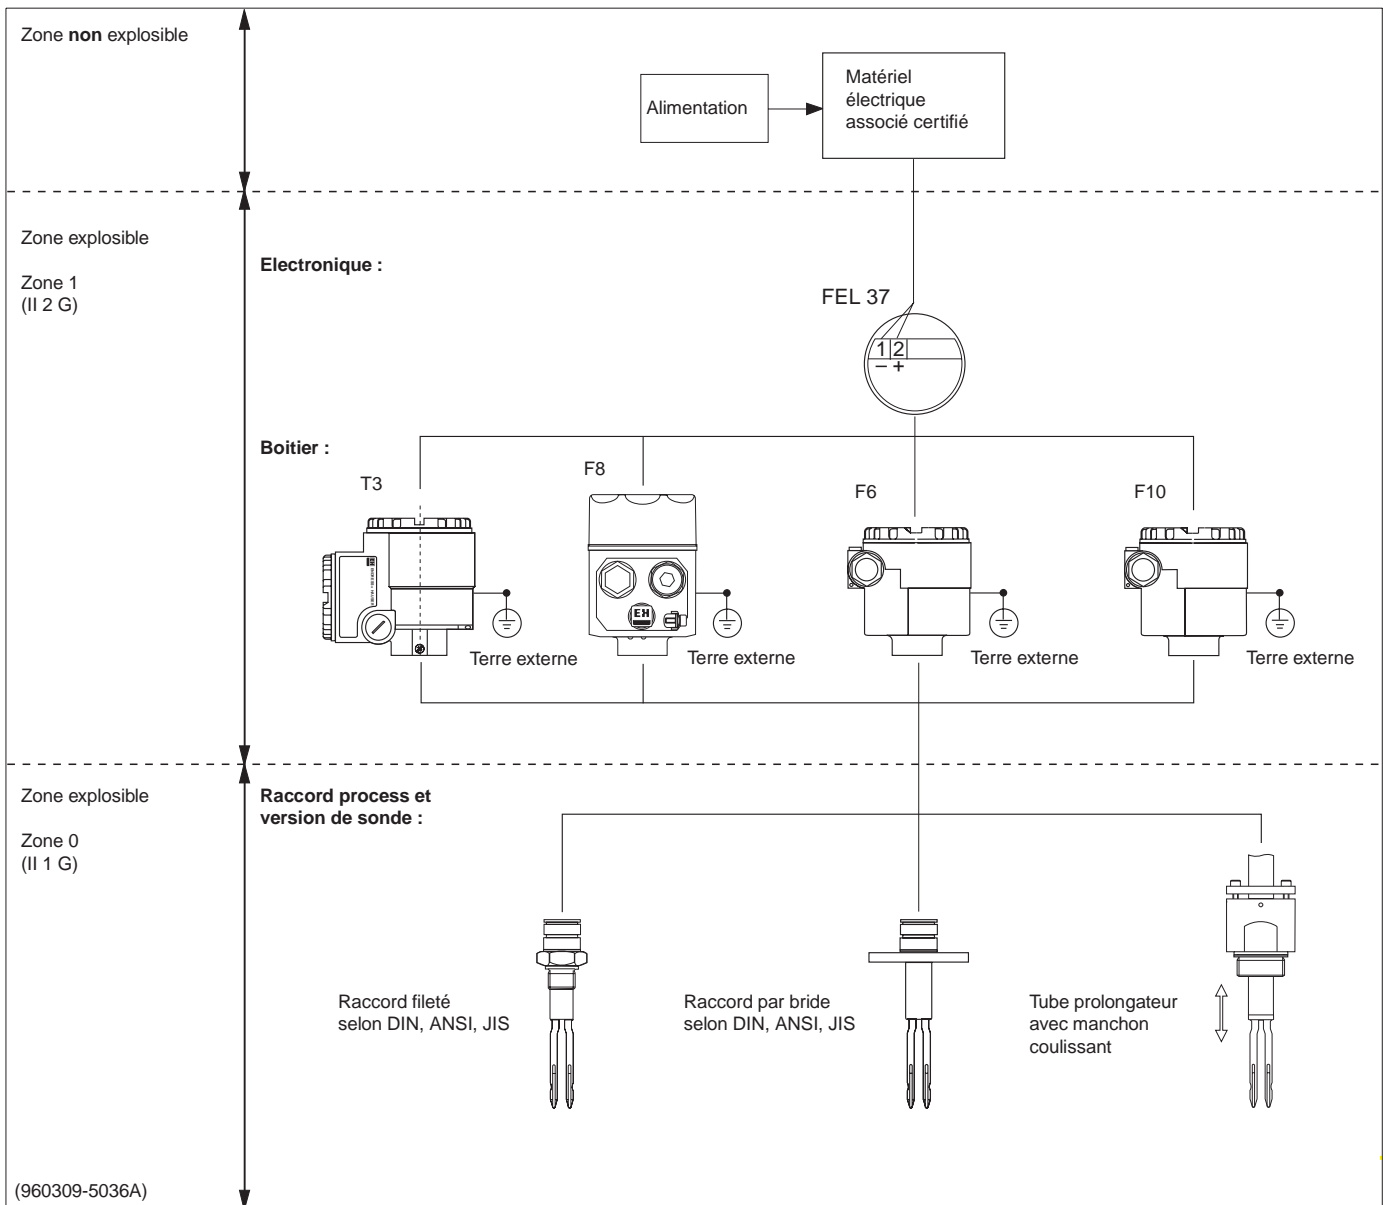 Zone non explosible
Alimentation
Matériel
électrique
associé certifié
Zone explosible
Zone 1
(II 2 G)
Electronique :
FEL 37
1 2
– +
Boitier :
T3
F8
F6
F10
EH
Terre externe
Terre externe
Terre externe
Terre externe
Zone explosible
Zone 0
(II 1 G)
Raccord process et
version de sonde :
Raccord fileté
selon DIN, ANSI, JIS
Raccord par bride
selon DIN, ANSI, JIS
Tube prolongateur
avec manchon
coulissant
(960309-5036A)